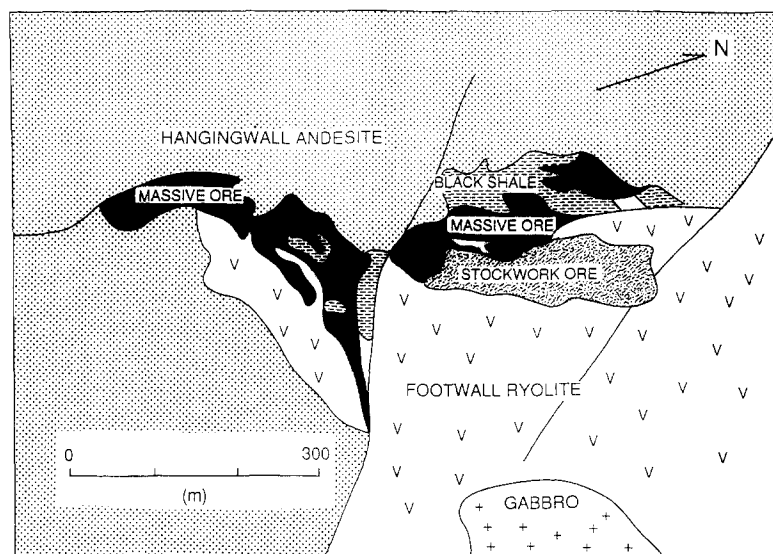 N
HANGINGWALL ANDESITE
BLACK SHALE
MASSIVE ORE
MASSIVE ORE
STOCKWORK ORE
FOOTWALL RYOLITE
0 300
(m)
GABBRO